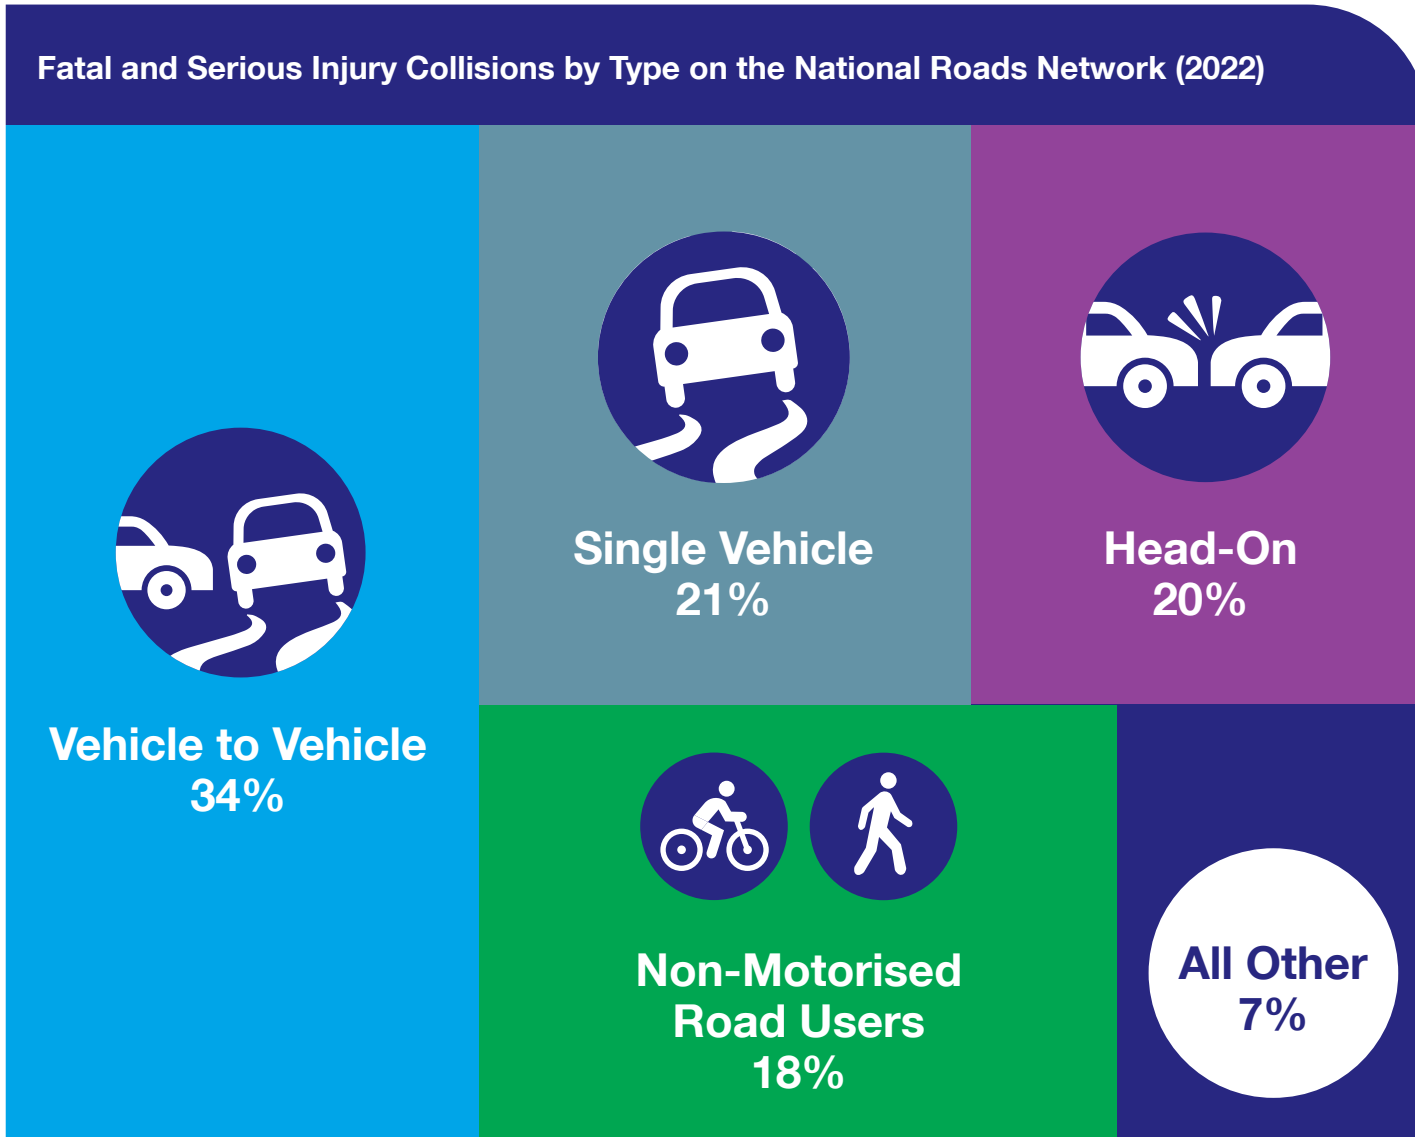 Fatal and Serious Injury Collisions by Type on the National Roads Network (2022)
Vehicle to Vehicle
34%
Single Vehicle
21%
Head-On
20%
Non-Motorised
Road Users
18%
All Other
7%